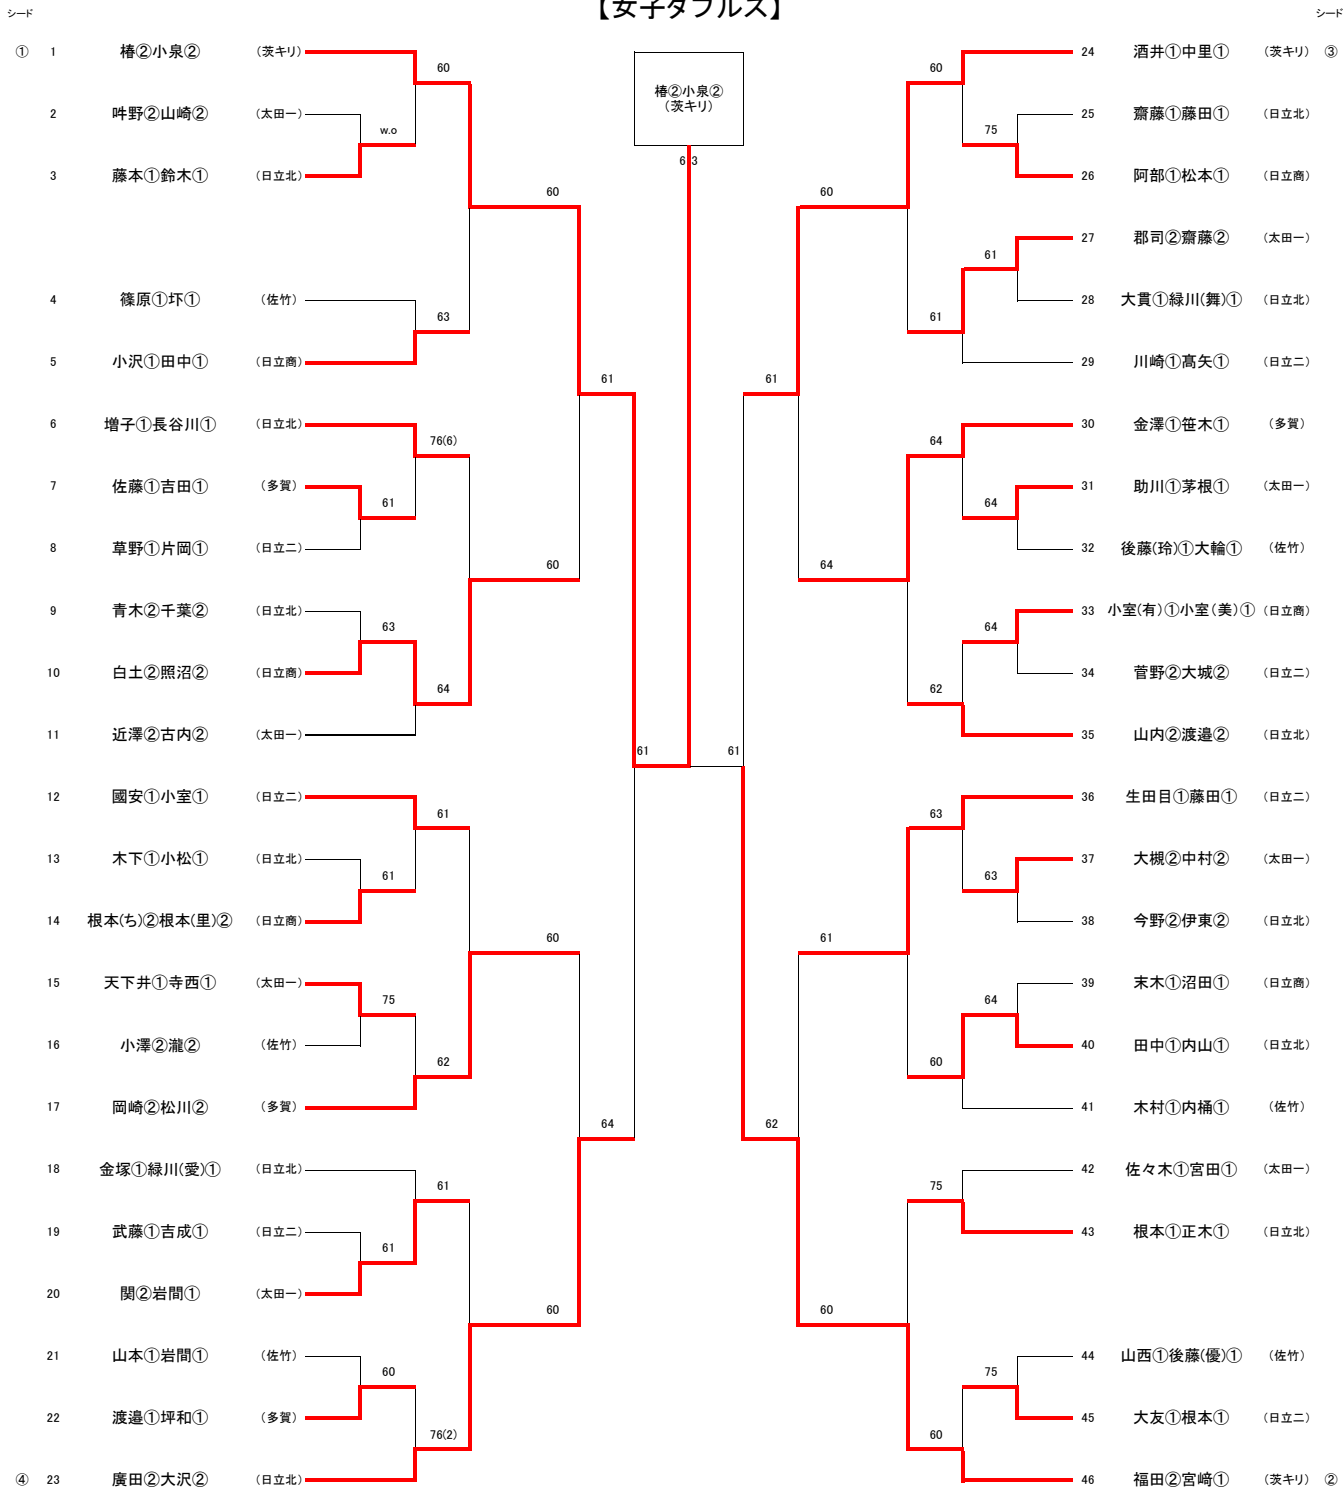 【女子ダブルス】
シード
シード
① 1 椿②小泉② （茨キリ）
2 吽野②山崎② （太田一）
3 藤本①鈴木① （日立北）
4 篠原①圷① （佐竹）
5 小沢①田中① （日立商）
6 増子①長谷川① （日立北）
7 佐藤①吉田① （多賀）
8 草野①片岡① （日立二）
9 青木②千葉② （日立北）
10 白土②照沼② （日立商）
11 近澤②古内② （太田一）
12 國安①小室① （日立二）
13 木下①小松① （日立北）
14 根本(ち)②根本(里)② （日立商）
15 天下井①寺西① （太田一）
16 小澤②瀧② （佐竹）
17 岡崎②松川② （多賀）
18 金塚①緑川(愛)① （日立北）
19 武藤①吉成① （日立二）
20 関②岩間① （太田一）
21 山本①岩間① （佐竹）
22 渡邉①坪和① （多賀）
④ 23 廣田②大沢② （日立北）
w.o
61
63
61
75
61
60
60
63
76(6)
64
61
62
61
76(2)
60
60
60
60
61
64
61
椿②小泉②
（茨キリ）
6 3
61
61
62
60
64
61
60
60
61
64
62
63
60
75
60
75
61
64
64
63
64
75
24 酒井①中里① （茨キリ） ③
25 齋藤①藤田① （日立北）
26 阿部①松本① （日立商）
27 郡司②齋藤② （太田一）
28 大貫①緑川(舞)① （日立北）
29 川崎①髙矢① （日立二）
30 金澤①笹木① （多賀）
31 助川①茅根① （太田一）
32 後藤(玲)①大輪① （佐竹）
33 小室(有)①小室(美)① （日立商）
34 菅野②大城② （日立二）
35 山内②渡邉② （日立北）
36 生田目①藤田① （日立二）
37 大槻②中村② （太田一）
38 今野②伊東② （日立北）
39 末木①沼田① （日立商）
40 田中①内山① （日立北）
41 木村①内桶① （佐竹）
42 佐々木①宮田① （太田一）
43 根本①正木① （日立北）
44 山西①後藤(優)① （佐竹）
45 大友①根本① （日立二）
46 福田②宮﨑① （茨キリ） ②